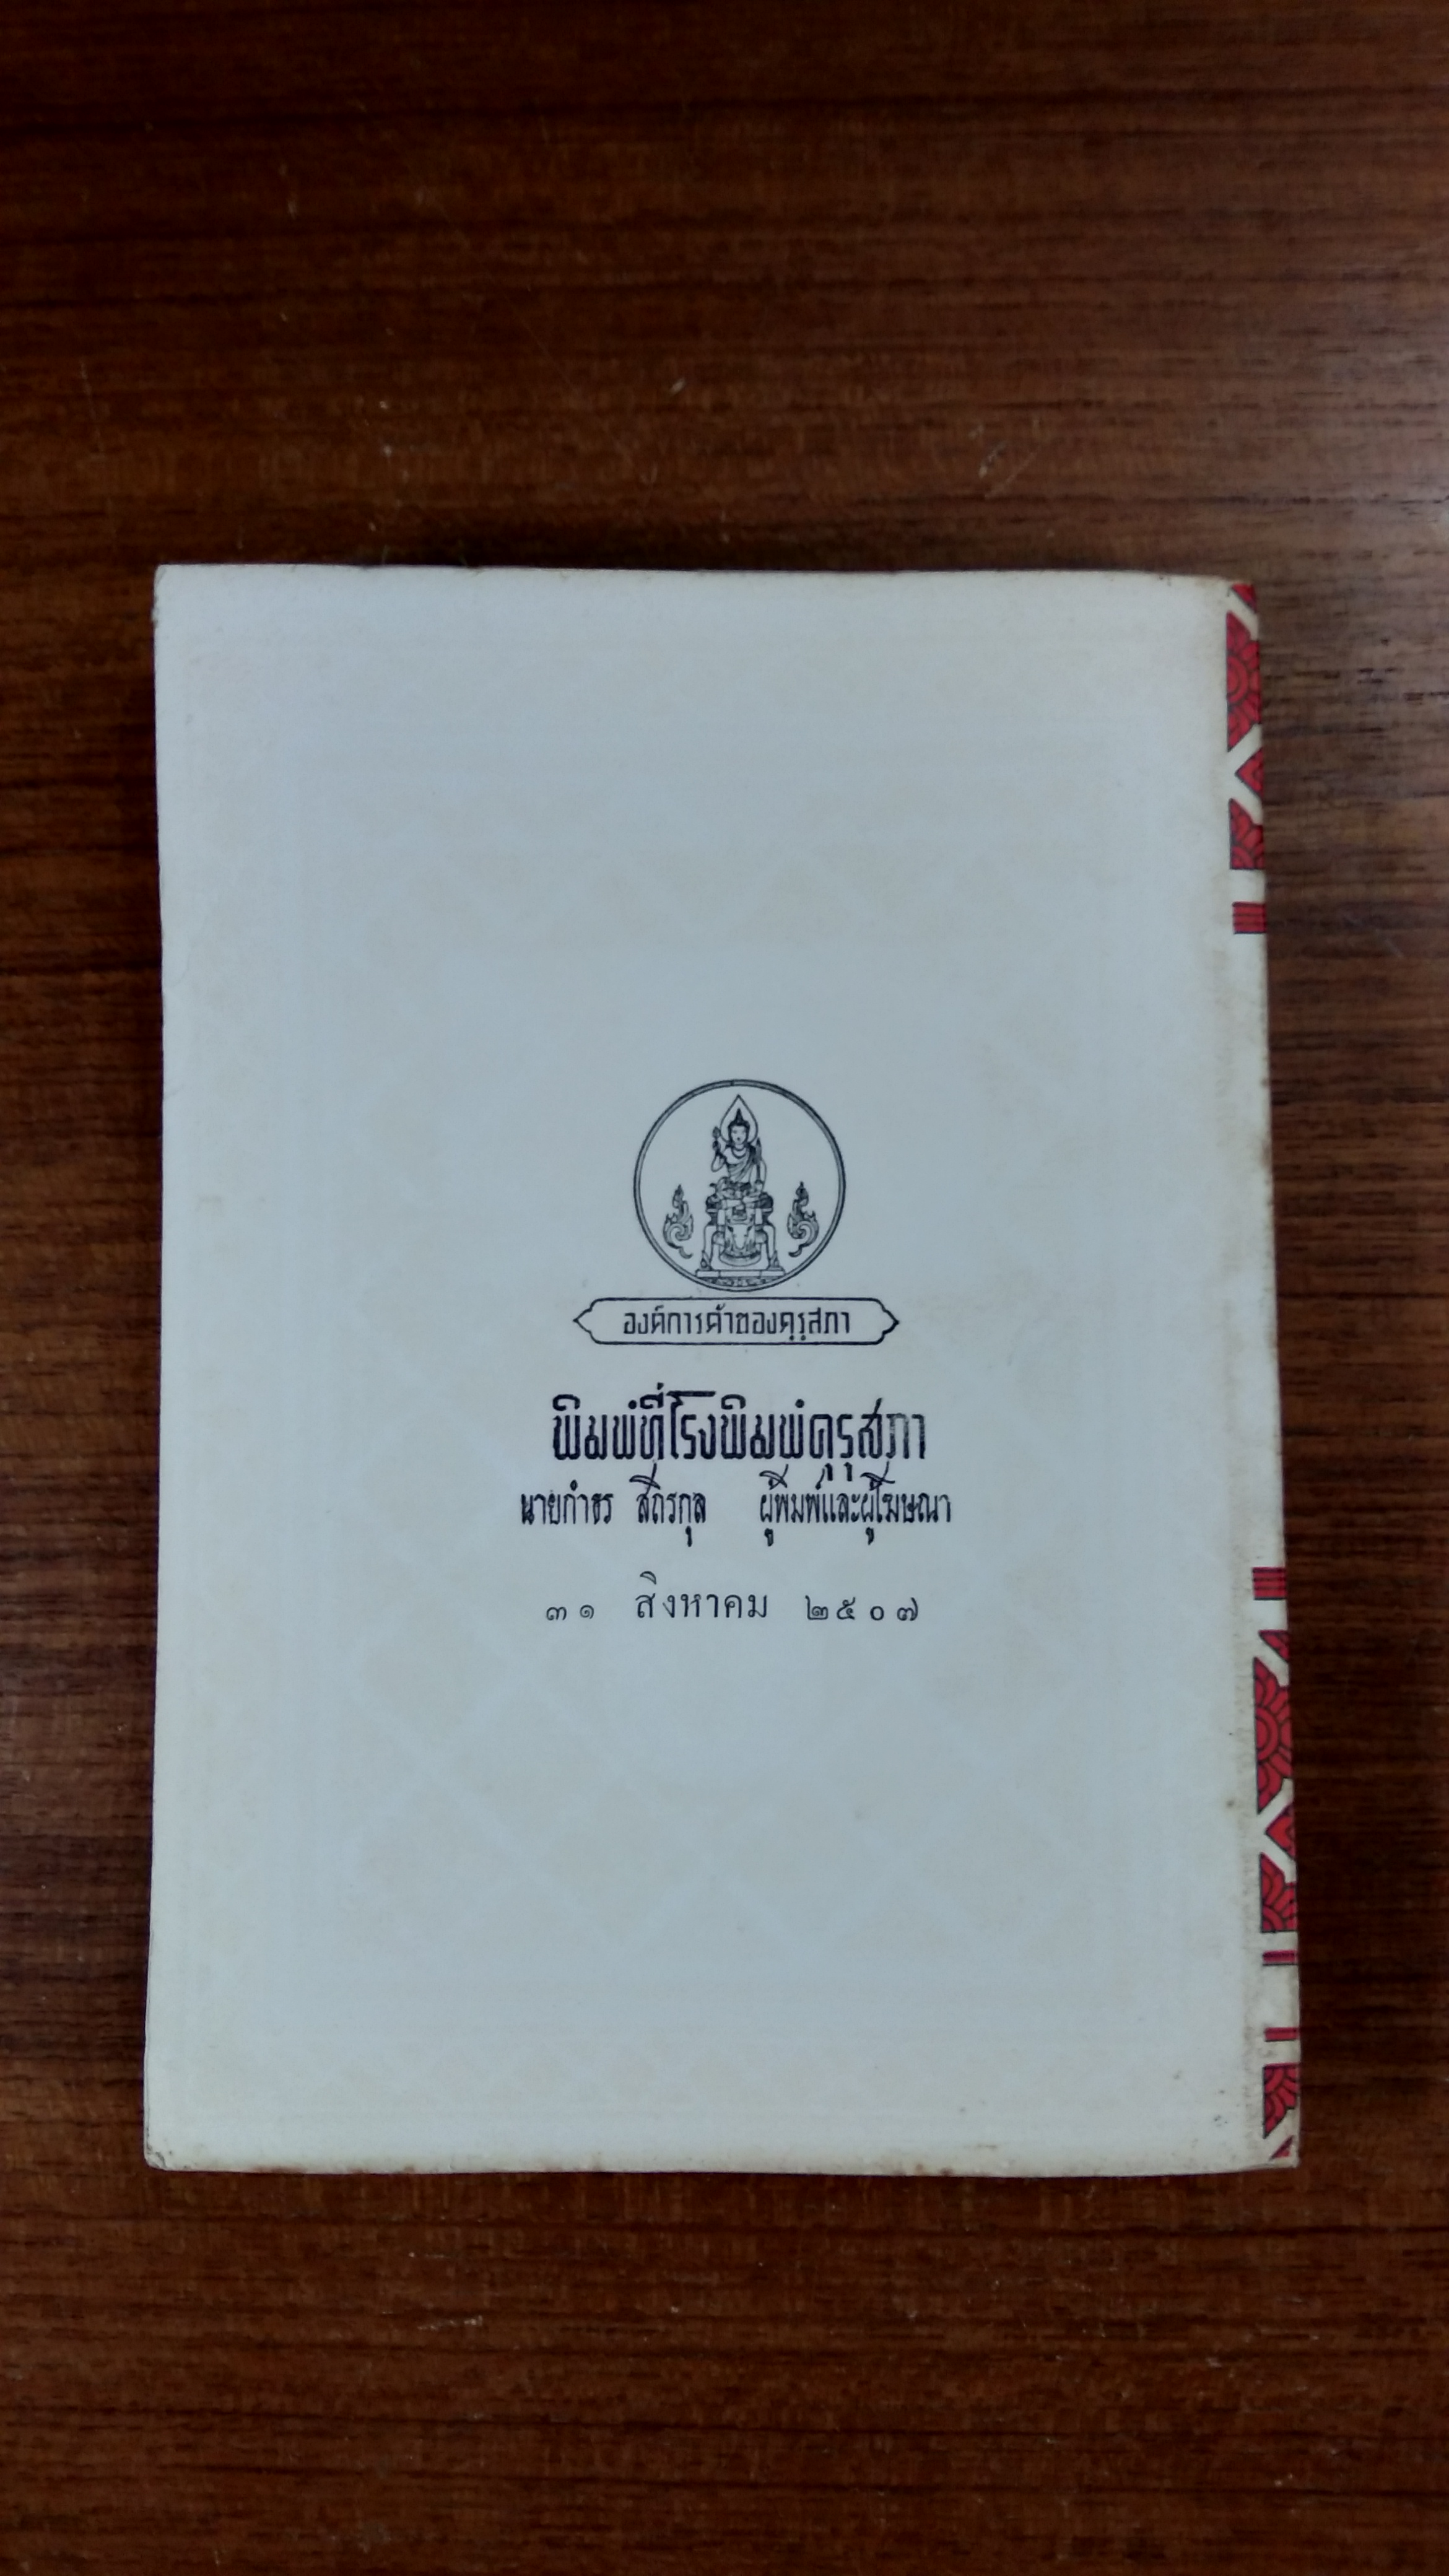 องค์การค้าของคุรุสภา
พิมพ์ที่โรงพิมพ์คุรุสภา
นายกำธร สถิรกุล ผู้พิมพ์และผู้โฆษณา
๓๑ สิงหาคม ๒๕๐๗